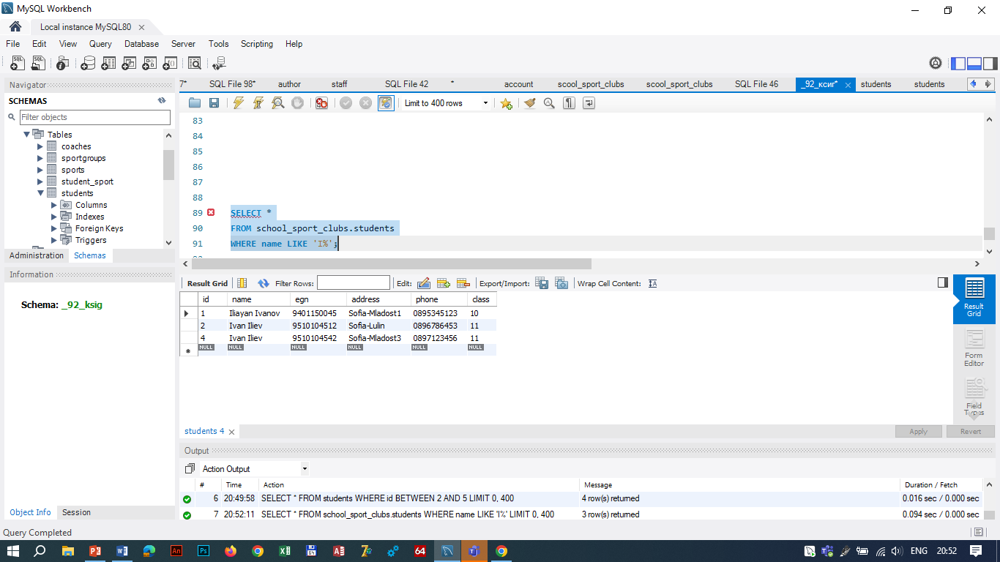 MySQL Workbench
Local instance MySQL80
File Edit View Query Database Server Tools Scripting Help
Navigator
SCHEMAS
Filter objects
Tables
coaches
sportgroups
sports
student_sport
students
Columns
Indexes
Foreign Keys
Triggers
Administration Schemas
Information
Schema: _92_ksig
Object Info Session
7* SQL File 98* author staff SQL File 42 * account scool_sport_clubs scool_sport_clubs SQL File 46 _92_ксиг* students students
Limit to 400 rows
83
84
85
86
87
88
89 SELECT *
90 FROM school_sport_clubs.students
91 WHERE name LIKE 'I%';
Result Grid Filter Rows: Edit: Export/Import: Wrap Cell Content:
id name egn address phone class
1 Iliayan Ivanov 9401150045 Sofia-Mladost1 0895345123 10
2 Ivan Iliev 9510104512 Sofia-Lulin 0896786453 11
4 Ivan Iliev 9510104542 Sofia-Mladost3 0897123456 11
NULL NULL NULL NULL NULL NULL
Result
Grid
Form
Editor
Field
Types
students 4
Apply Revert
Output
Action Output
# Time Action Message Duration / Fetch
6 20:49:58 SELECT * FROM students WHERE id BETWEEN 2 AND 5 LIMIT 0, 400 4 row(s) returned 0.016 sec / 0.000 sec
7 20:52:11 SELECT * FROM school_sport_clubs.students WHERE name LIKE 'I%' LIMIT 0, 400 3 row(s) returned 0.094 sec / 0.000 sec
Query Completed
ENG 20:52